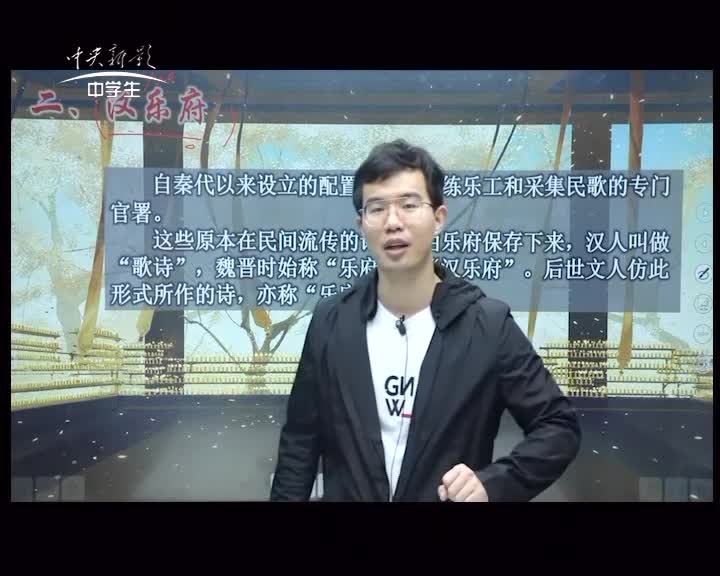 中央新影
中学生
二、汉乐府
自秦代以来设立的配置 练乐工和采集民歌的专门
官署。
这些原本在民间流传的 乐府保存下来，汉人叫做
“歌诗”，魏晋时始称“乐府 汉乐府”。后世文人仿此
形式所作的诗，亦称“乐
GN
W_